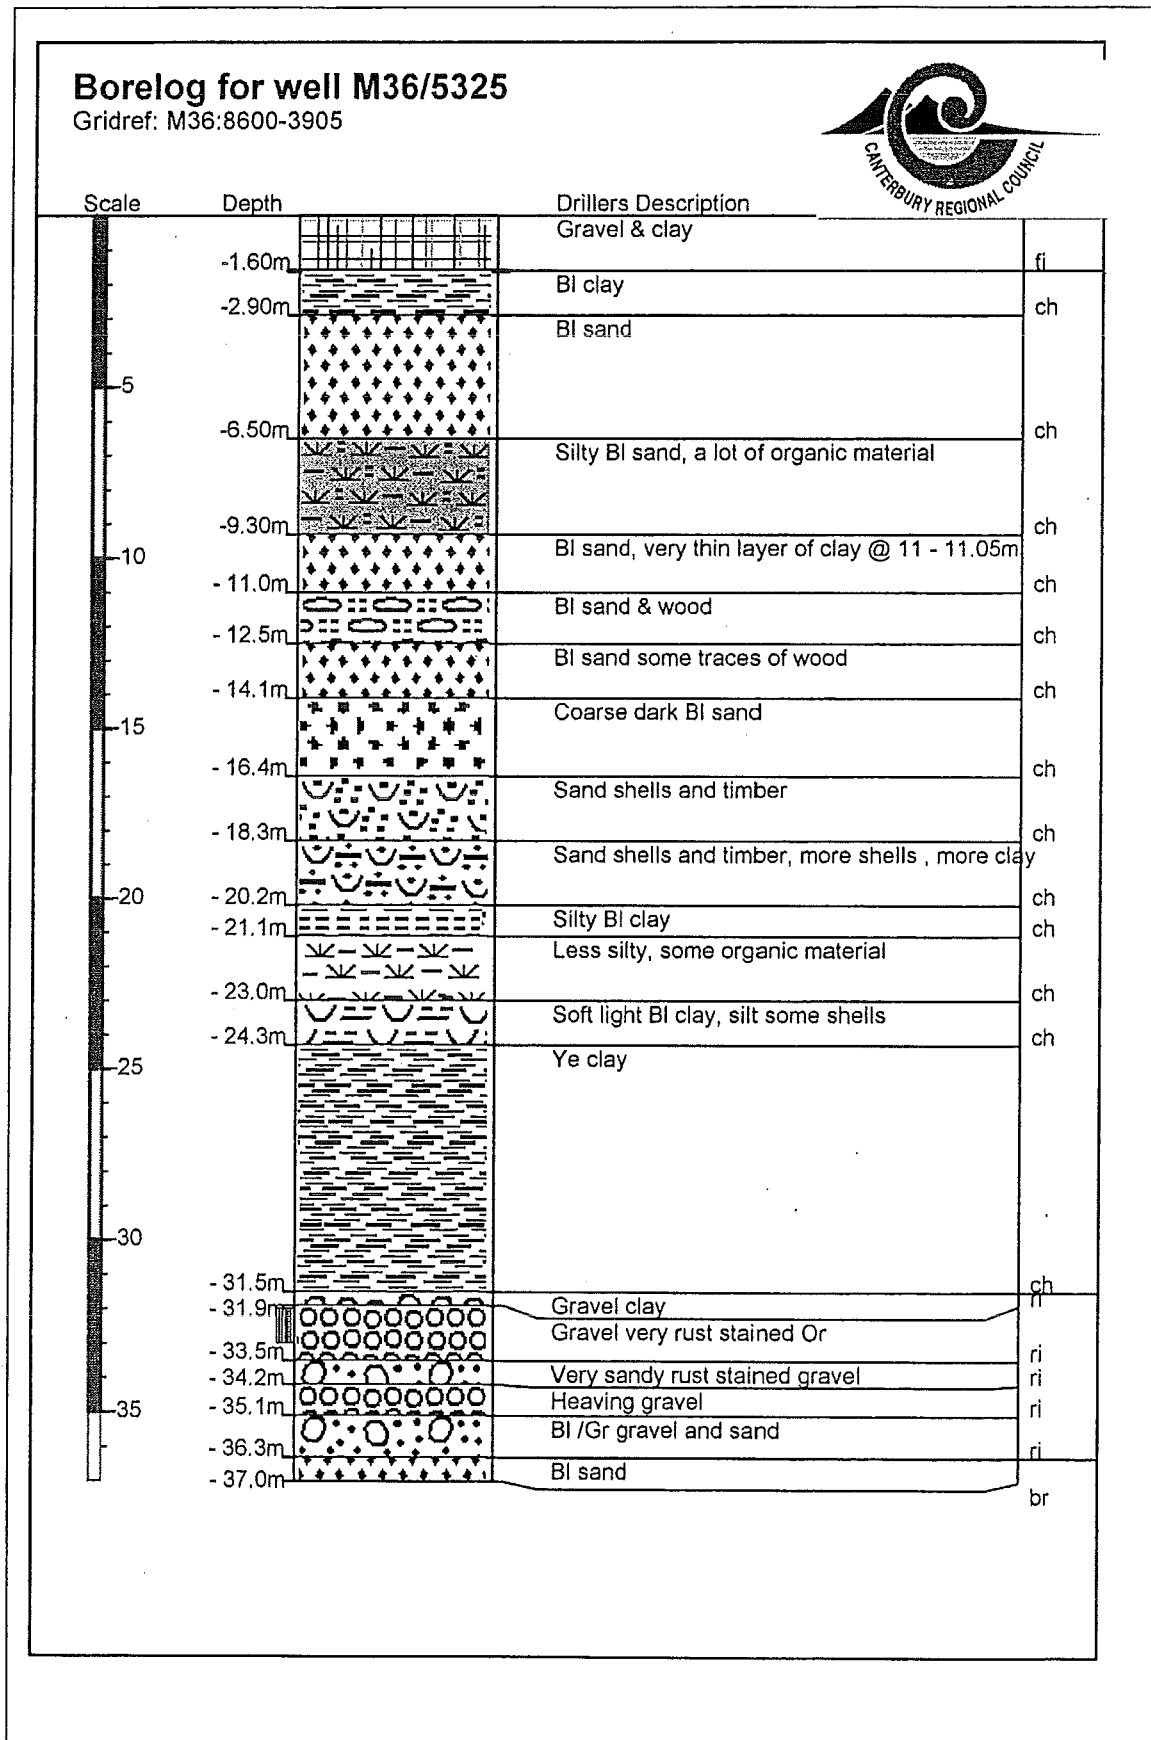 Borelog for well M36/5325
Gridref: M36:8600-3905
CANTERBURY REGIONAL COUNCIL
Scale Depth Drillers Description
Gravel & clay
-1.60m fi
Bl clay
-2.90m ch
Bl sand
-5
-6.50m ch
Silty Bl sand, a lot of organic material
-9.30m ch
Bl sand, very thin layer of clay @ 11 - 11.05m
-10
- 11.0m ch
Bl sand & wood
- 12.5m ch
Bl sand some traces of wood
- 14.1m ch
Coarse dark Bl sand
-15
- 16.4m ch
Sand shells and timber
- 18.3m ch
Sand shells and timber, more shells , more clay
-20
- 20.2m ch
Silty Bl clay
- 21.1m ch
Less silty, some organic material
- 23.0m ch
Soft light Bl clay, silt some shells
- 24.3m ch
Ye clay
-25
-30
- 31.5m ch
- 31.9m Gravel clay ri
Gravel very rust stained Or
- 33.5m ri
- 34.2m Very sandy rust stained gravel ri
Heaving gravel
-35
- 35.1m ri
Bl /Gr gravel and sand
- 36.3m ri
Bl sand
- 37.0m br